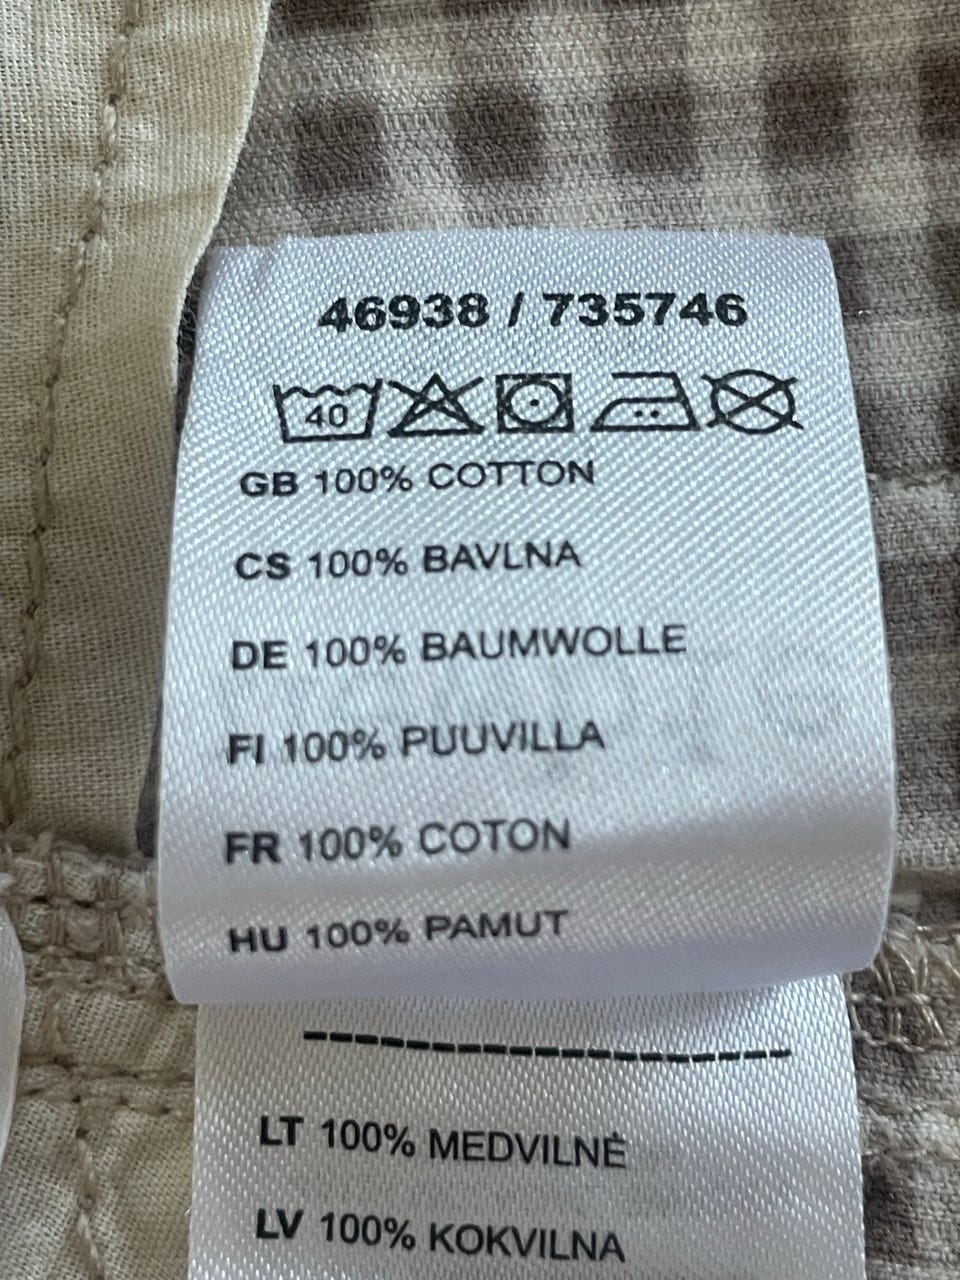 46938 / 735746
40
GB 100% COTTON
CS 100% BAVLNA
DE 100% BAUMWOLLE
FI 100% PUUVILLA
FR 100% COTON
HU 100% PAMUT
LT 100% MEDVILNĖ
LV 100% KOKVILNA